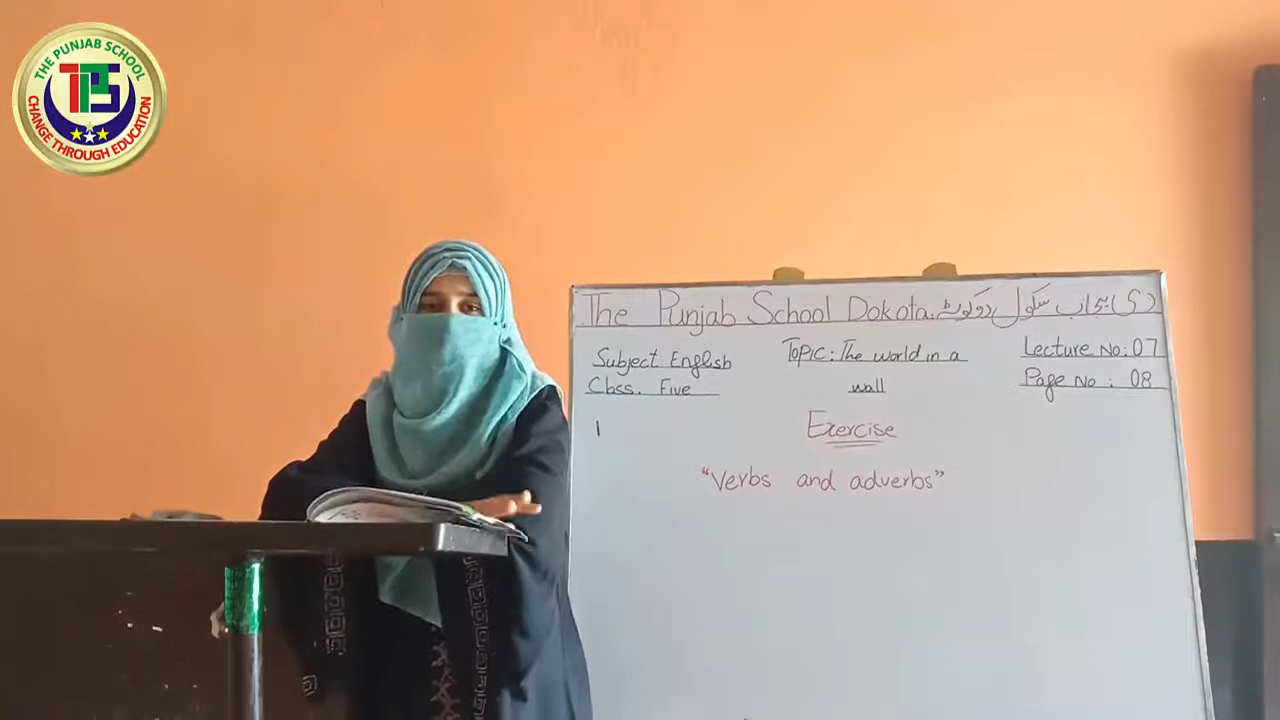 THE PUNJAB SCHOOL
TPS
CHANGE THROUGH EDUCATION
The Punjab School Dokota. دی پنجاب سکول دوکوٹہ
Subject English
Class. Five
TOPIC: The world in a
wall
Lecture No: 07
Page No : 08
Exercise
"Verbs and adverbs"